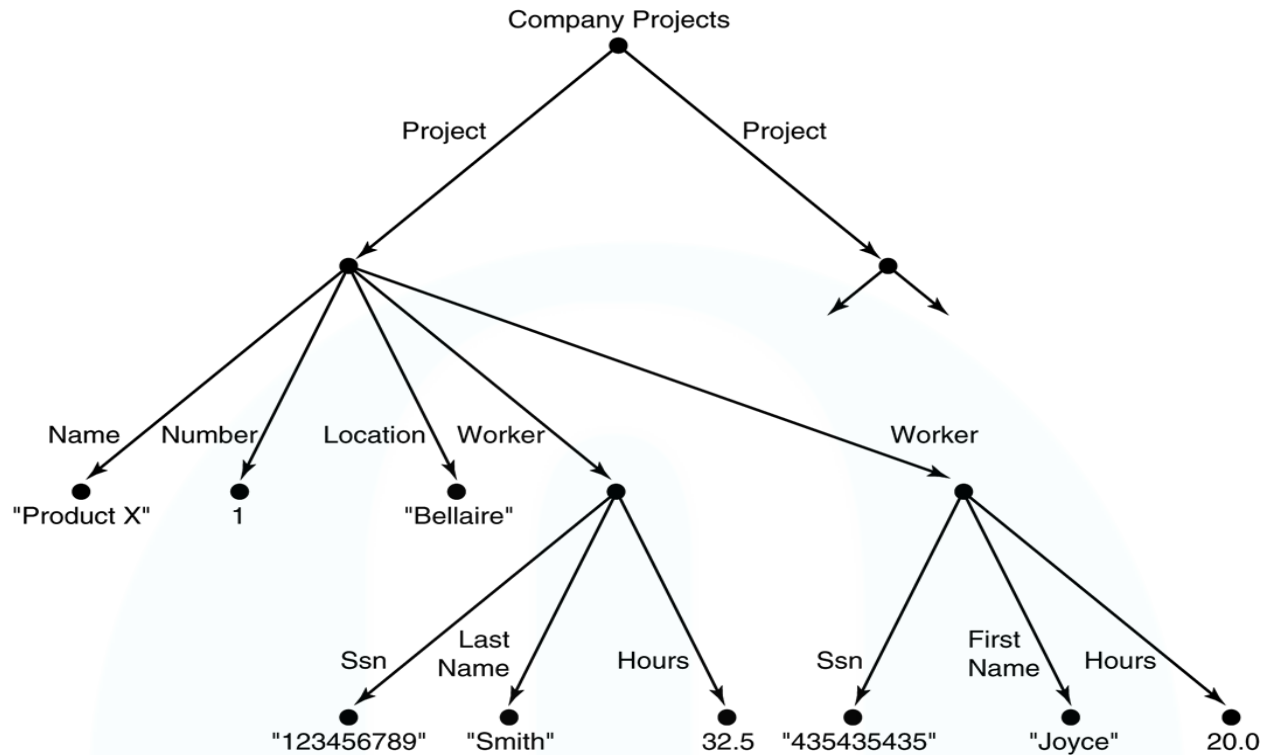 Company Projects
Project
Project
Name
Number
Location
Worker
Worker
"Product X"
1
"Bellaire"
Ssn
Last
Name
Hours
Ssn
First
Name
Hours
"123456789"
"Smith"
32.5
"435435435"
"Joyce"
20.0